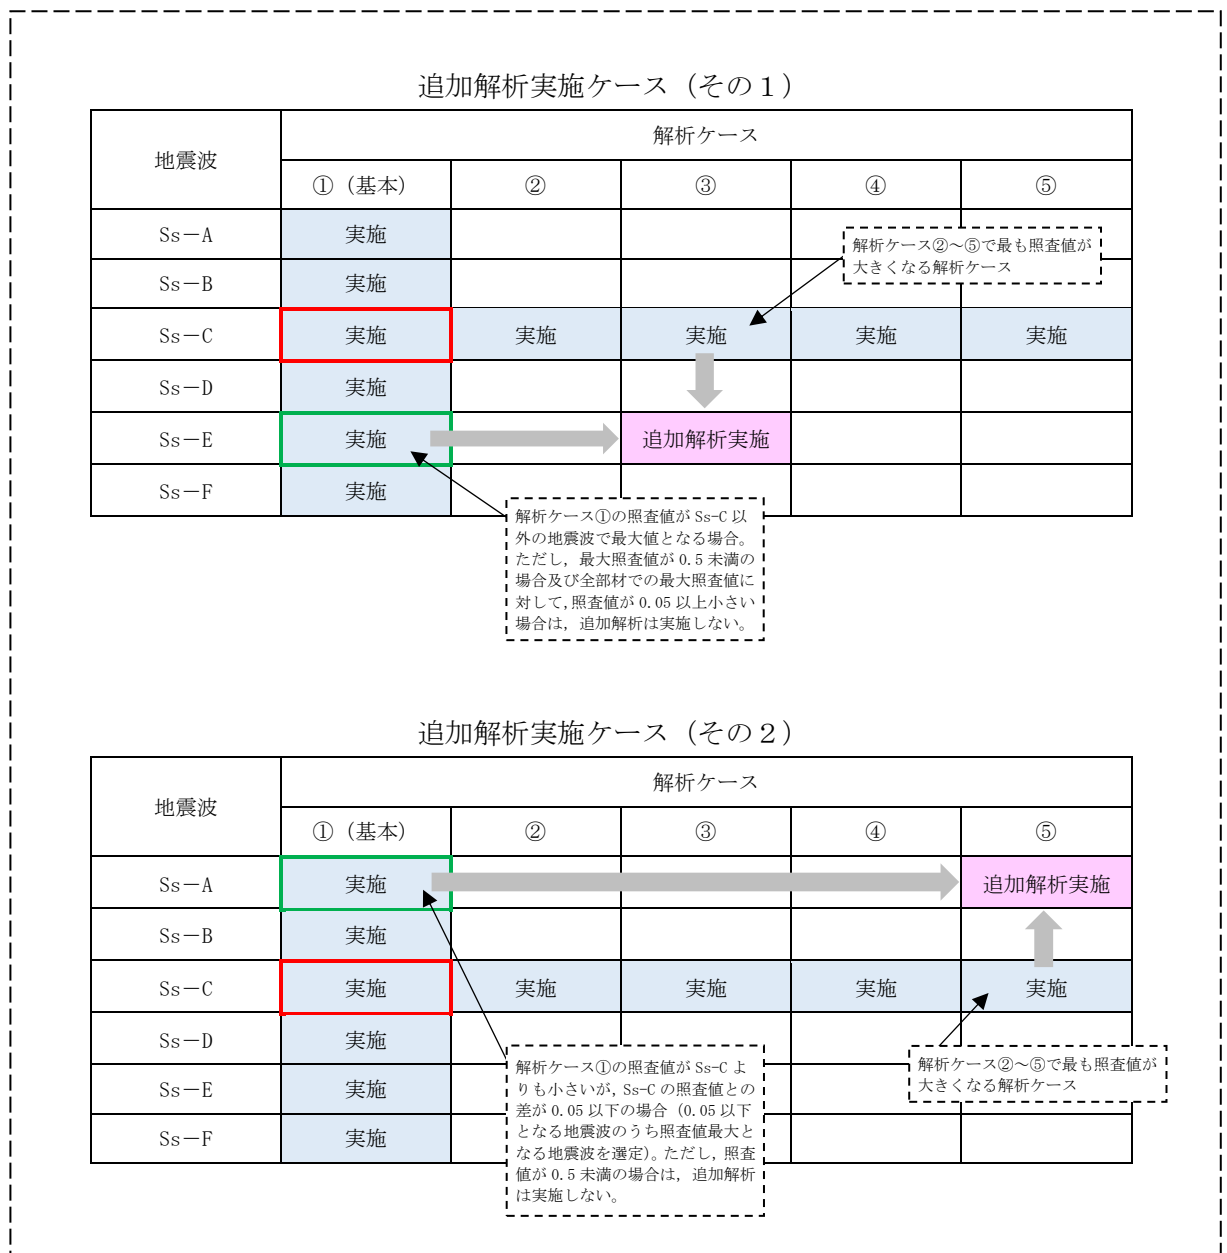 追加解析実施ケース（その１）
地震波
解析ケース
①（基本） ② ③ ④ ⑤
Ss－A 実施
解析ケース②～⑤で最も照査値が
大きくなる解析ケース
Ss－B 実施
Ss－C 実施 実施 実施 実施 実施
Ss－D 実施
Ss－E 実施 追加解析実施
Ss－F 実施
解析ケース①の照査値が Ss-C 以
外の地震波で最大値となる場合。
ただし，最大照査値が 0.5 未満の
場合及び全部材での最大照査値に
対して，照査値が 0.05 以上小さい
場合は，追加解析は実施しない。
追加解析実施ケース（その２）
地震波
解析ケース
①（基本） ② ③ ④ ⑤
Ss－A 実施 追加解析実施
Ss－B 実施
Ss－C 実施 実施 実施 実施 実施
Ss－D 実施
Ss－E 実施
Ss－F 実施
解析ケース①の照査値が Ss-C よ
りも小さいが，Ss-C の照査値との
差が 0.05 以下の場合（0.05 以下
となる地震波のうち照査値最大と
なる地震波を選定）。ただし，照査
値が 0.5 未満の場合は，追加解析
は実施しない。
解析ケース②～⑤で最も照査値が
大きくなる解析ケース